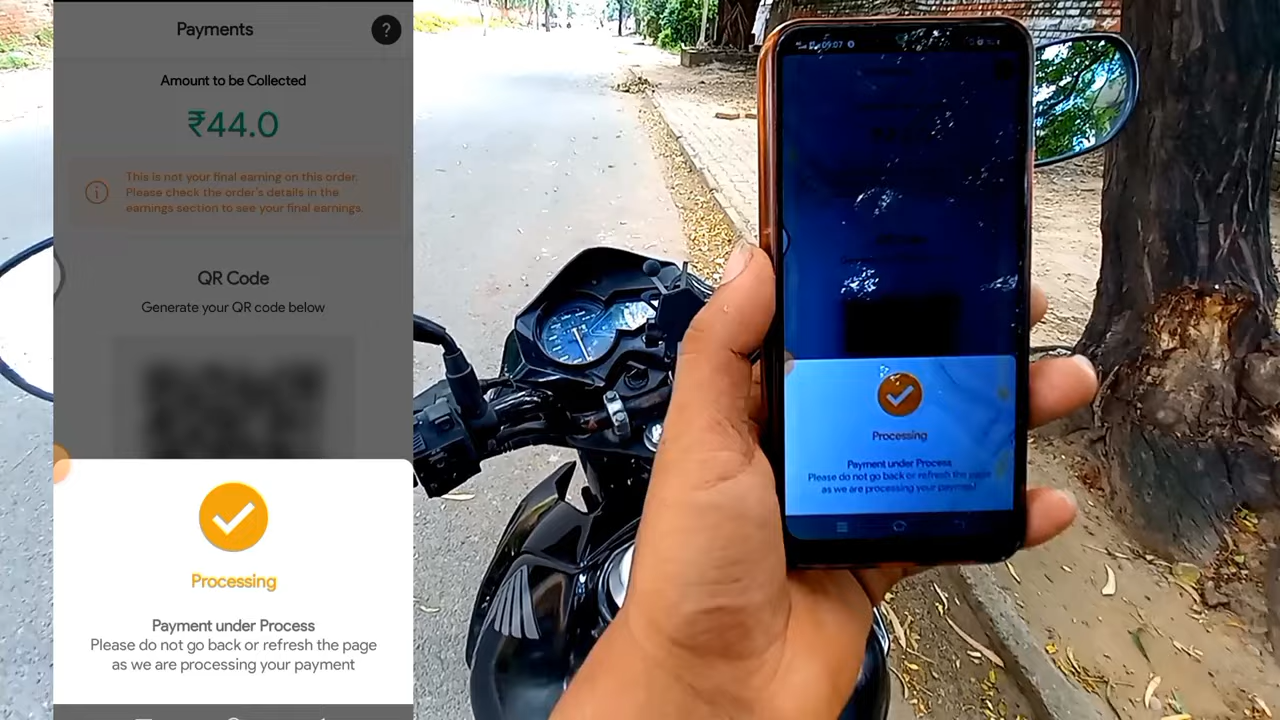 Payments
?
Amount to be Collected
₹44.0
This is not your final earning on this order.
Please check the order's details in the
earnings section to see your final earnings.
QR Code
Generate your QR code below
Processing
Payment under Process
Please do not go back or refresh the page
as we are processing your payment
09:07
Processing
Payment under Process
Please do not go back or refresh the page
as we are processing your payment